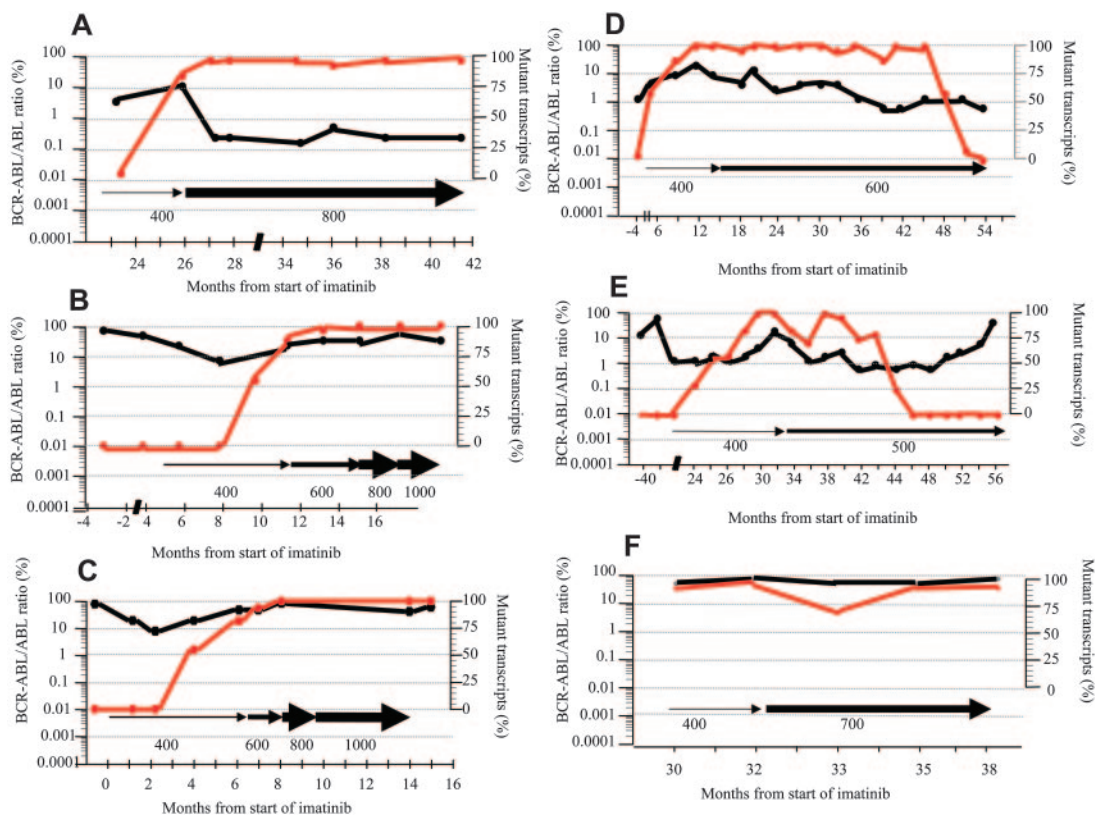 A
BCR-ABL/ABL ratio (%)
100
10
1
0.1
0.01
0.001
0.0001
100
75
50
25
0
Mutant transcripts (%)
400 800
24 26 28 34 34 38 40 42
Months from start of imatinib
B
BCR-ABL/ABL ratio (%)
100
10
1
0.1
0.01
0.001
0.0001
100
75
50
25
0
Mutant transcripts (%)
400 600 800 1000
-4 -2 4 6 8 10 12 14 16
Months from start of imatinib
C
BCR-ABL/ABL ratio (%)
100
10
1
0.1
0.01
0.001
0.0001
100
75
50
25
0
Mutant transcripts (%)
400 600 800 1000
0 2 4 6 8 10 12 14 16
Months from start of imatinib
D
BCR-ABL/ABL ratio (%)
100
10
1
0.1
0.01
0.001
0.0001
100
75
50
25
0
Mutant transcripts (%)
400 600
-4 6 12 18 24 30 36 42 48 54
Months from start of imatinib
E
BCR-ABL/ABL ratio (%)
100
10
1
0.1
0.01
0.001
0.0001
100
75
50
25
0
Mutant transcripts (%)
400 500
-40 24 26 30 34 38 42 44 48 52 56
Months from start of imatinib
F
BCR-ABL/ABL ratio (%)
100
10
1
0.1
0.01
0.001
0.0001
100
75
50
25
0
Mutant transcripts (%)
400 700
30 32 33 35 38
Months from start of imatinib